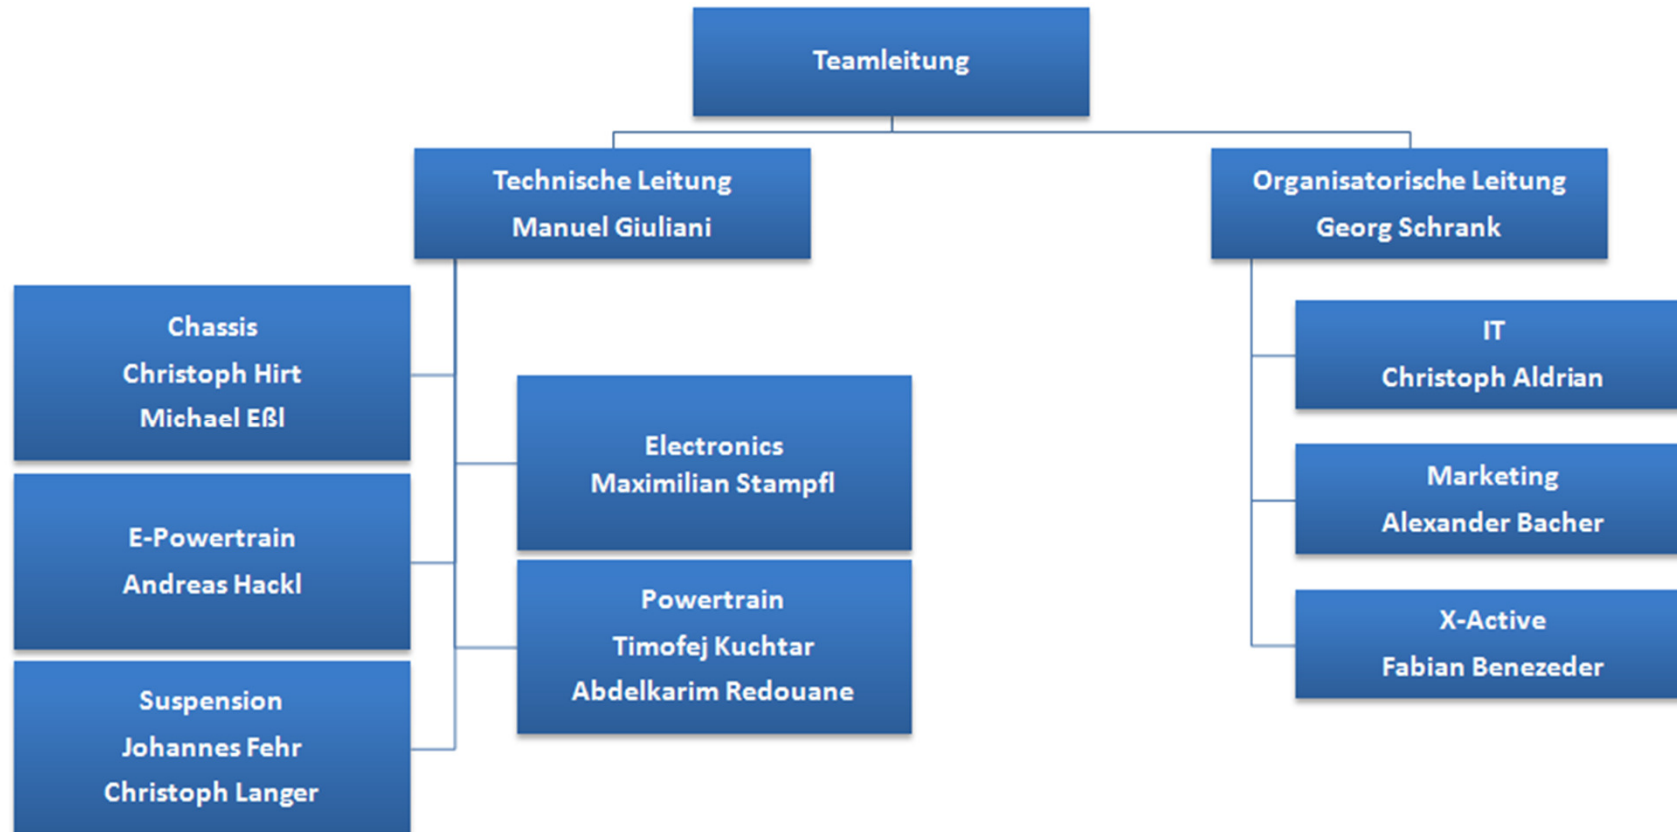 Teamleitung
Technische Leitung
Manuel Giuliani
Organisatorische Leitung
Georg Schrank
Chassis
Christoph Hirt
Michael Eßl
E-Powertrain
Andreas Hackl
Suspension
Johannes Fehr
Christoph Langer
Electronics
Maximilian Stampfl
Powertrain
Timofej Kuchtar
Abdelkarim Redouane
IT
Christoph Aldrian
Marketing
Alexander Bacher
X-Active
Fabian Benezeder